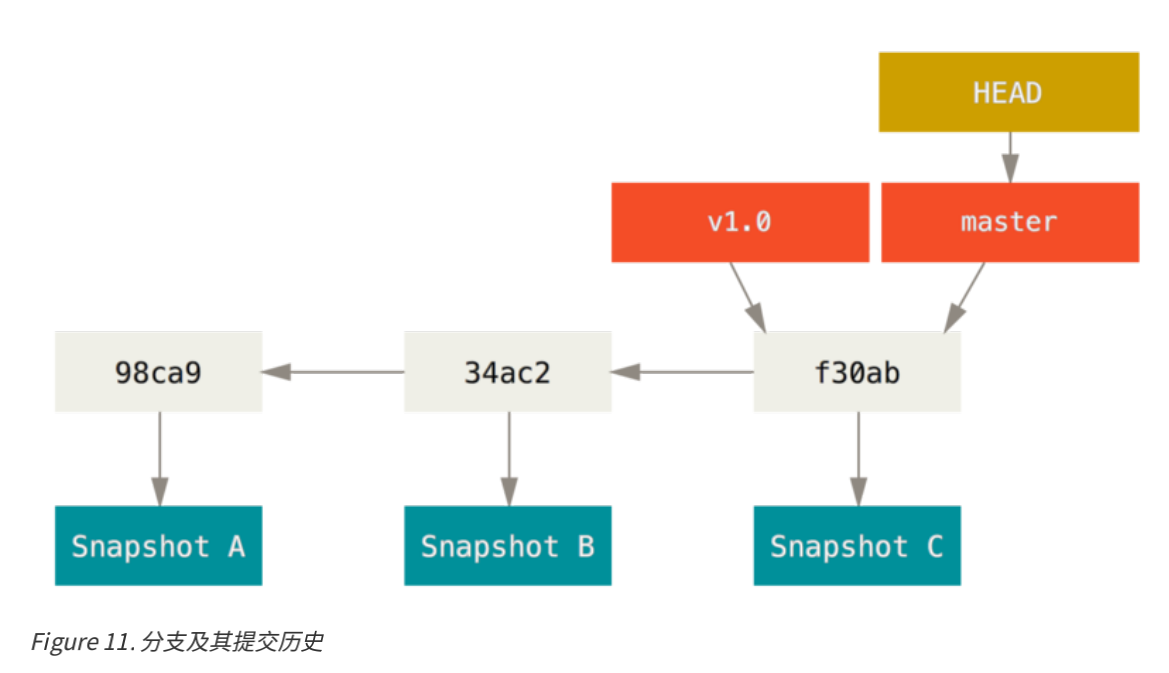 HEAD
v1.0 master
98ca9 34ac2 f30ab
Snapshot A Snapshot B Snapshot C
Figure 11. 分支及其提交历史